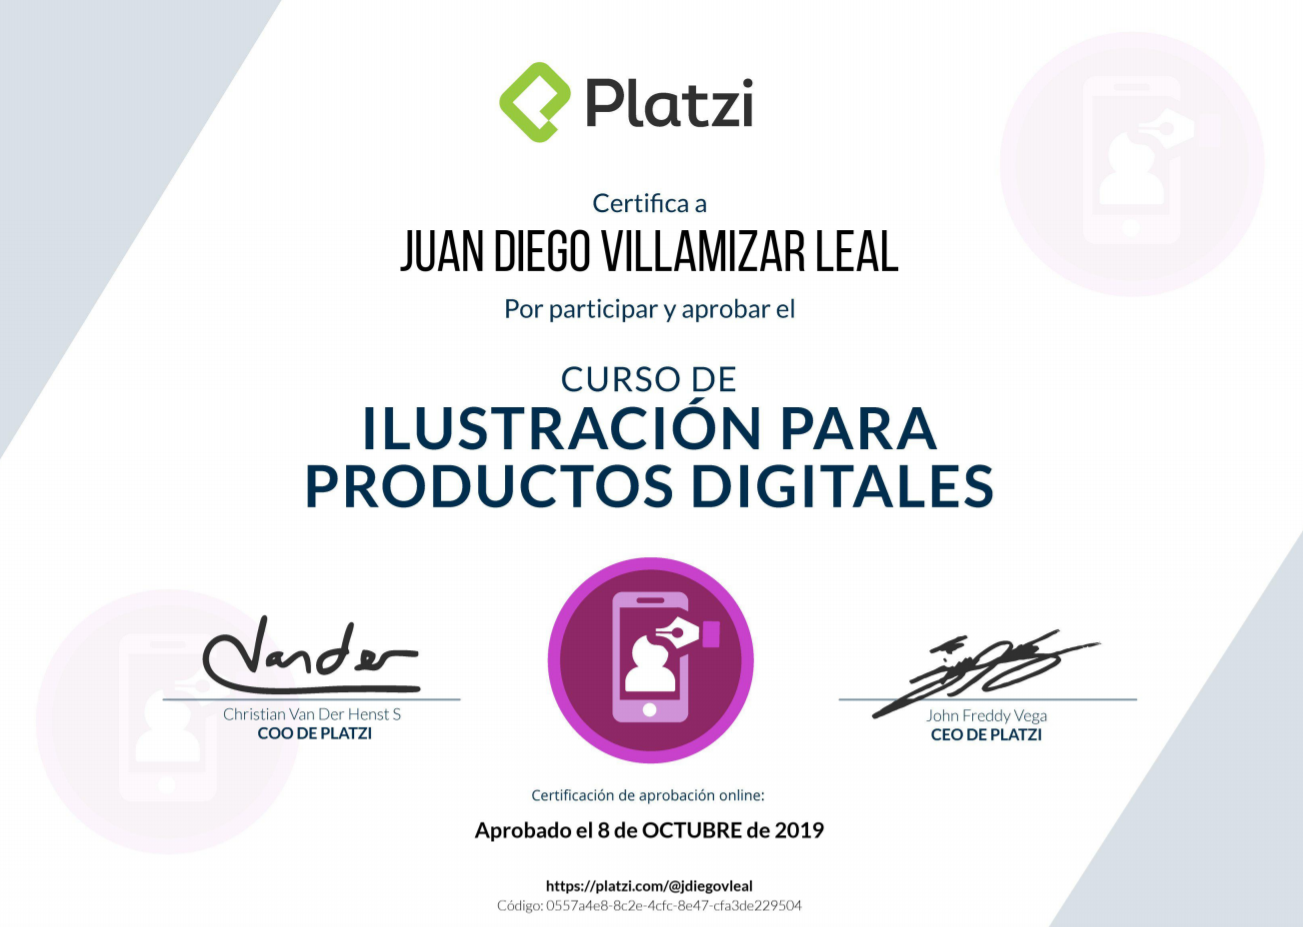 Platzi
Certifica a
JUAN DIEGO VILLAMIZAR LEAL
Por participar y aprobar el
CURSO DE
ILUSTRACIÓN PARA
PRODUCTOS DIGITALES
Vander
Christian Van Der Henst S
COO DE PLATZI
John Freddy Vega
CEO DE PLATZI
Certificación de aprobación online:
Aprobado el 8 de OCTUBRE de 2019
https://platzi.com/@jdiegovleal
Código: 0557a4e8-8c2e-4cfc-8e47-cfa3de229504